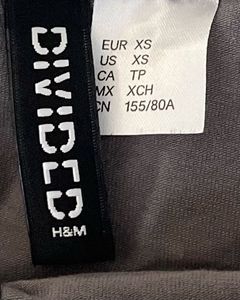 DIVIDED
H&M
EUR XS
US XS
CA TP
MX XCH
CN 155/80A